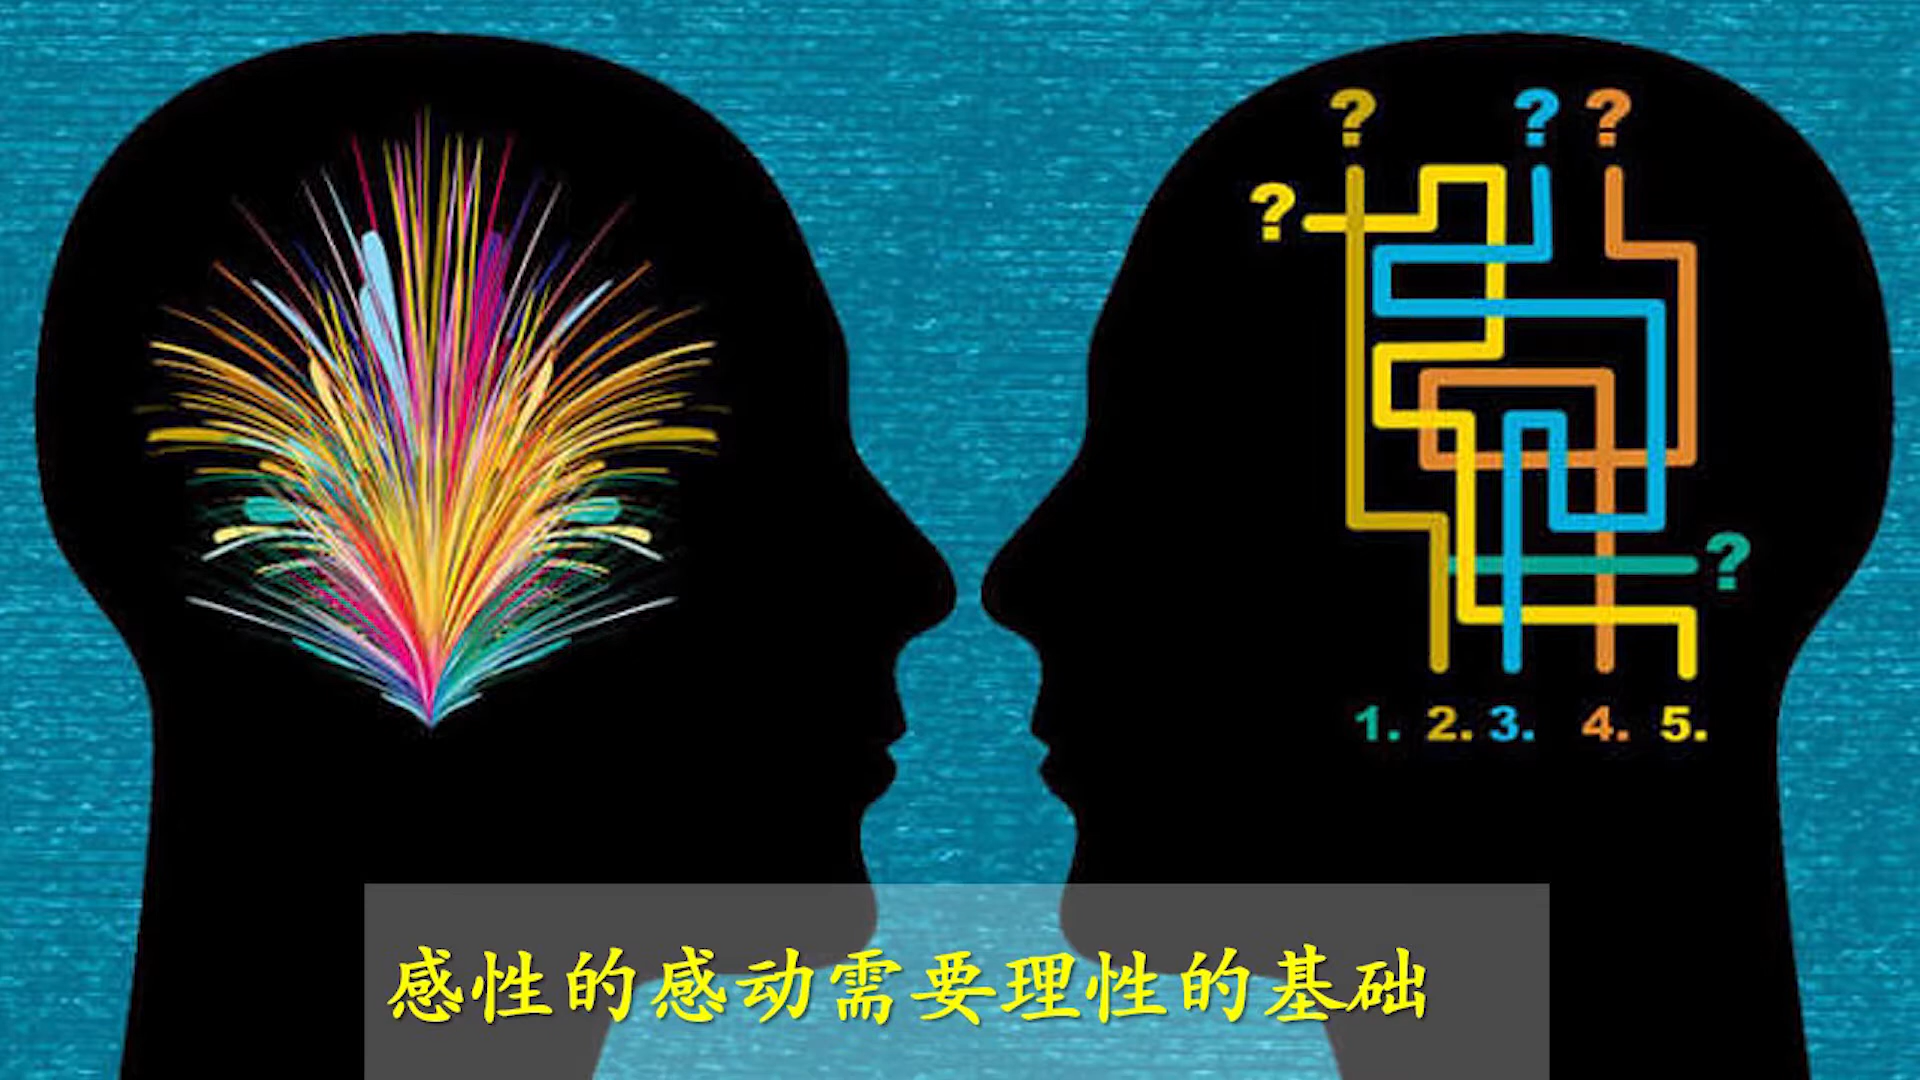 ? ? ?
?
?
1. 2. 3. 4. 5.
感性的感动需要理性的基础